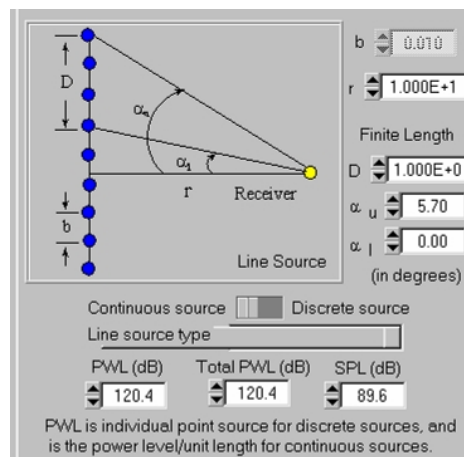 D
αu
α1
r
Receiver
b
Line Source
b 0.010
r 1.000E+1
Finite Length
D 1.000E+0
α u 5.70
α l 0.00
(in degrees)
Continuous source Discrete source
Line source type
PWL (dB) Total PWL (dB) SPL (dB)
120.4 120.4 89.6
PWL is individual point source for discrete sources, and
is the power level/unit length for continuous sources.